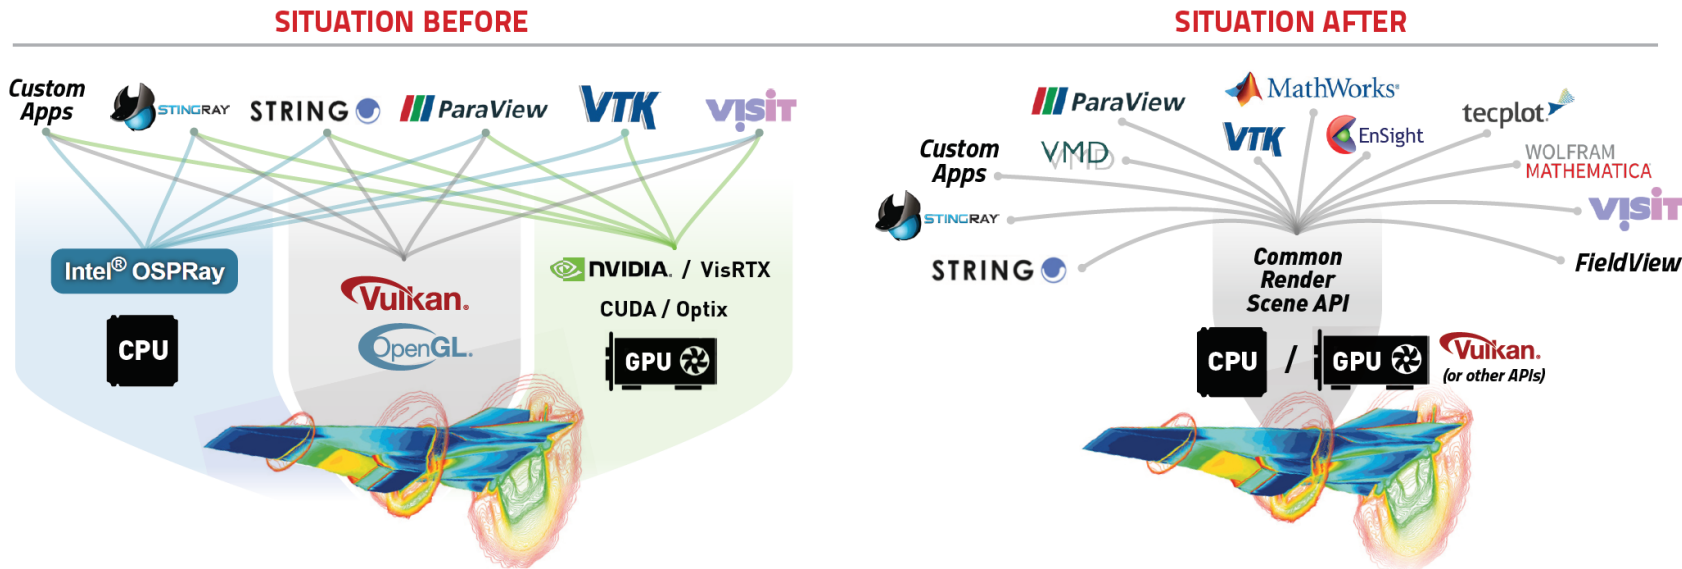 SITUATION BEFORE
Custom
Apps
STINGRAY
STRING
ParaView
VTK
VISIT
Intel® OSPRay
CPU
Vulkan®
OpenGL®
NVIDIA. / VisRTX
CUDA / Optix
GPU
SITUATION AFTER
ParaView
MathWorks®
tecplot.
VMD
VTK
EnSight
Custom
Apps
WOLFRAM
MATHEMATICA
STINGRAY
VISIT
STRING
FieldView
Common
Render
Scene API
CPU / GPU
Vulkan®
(or other APIs)